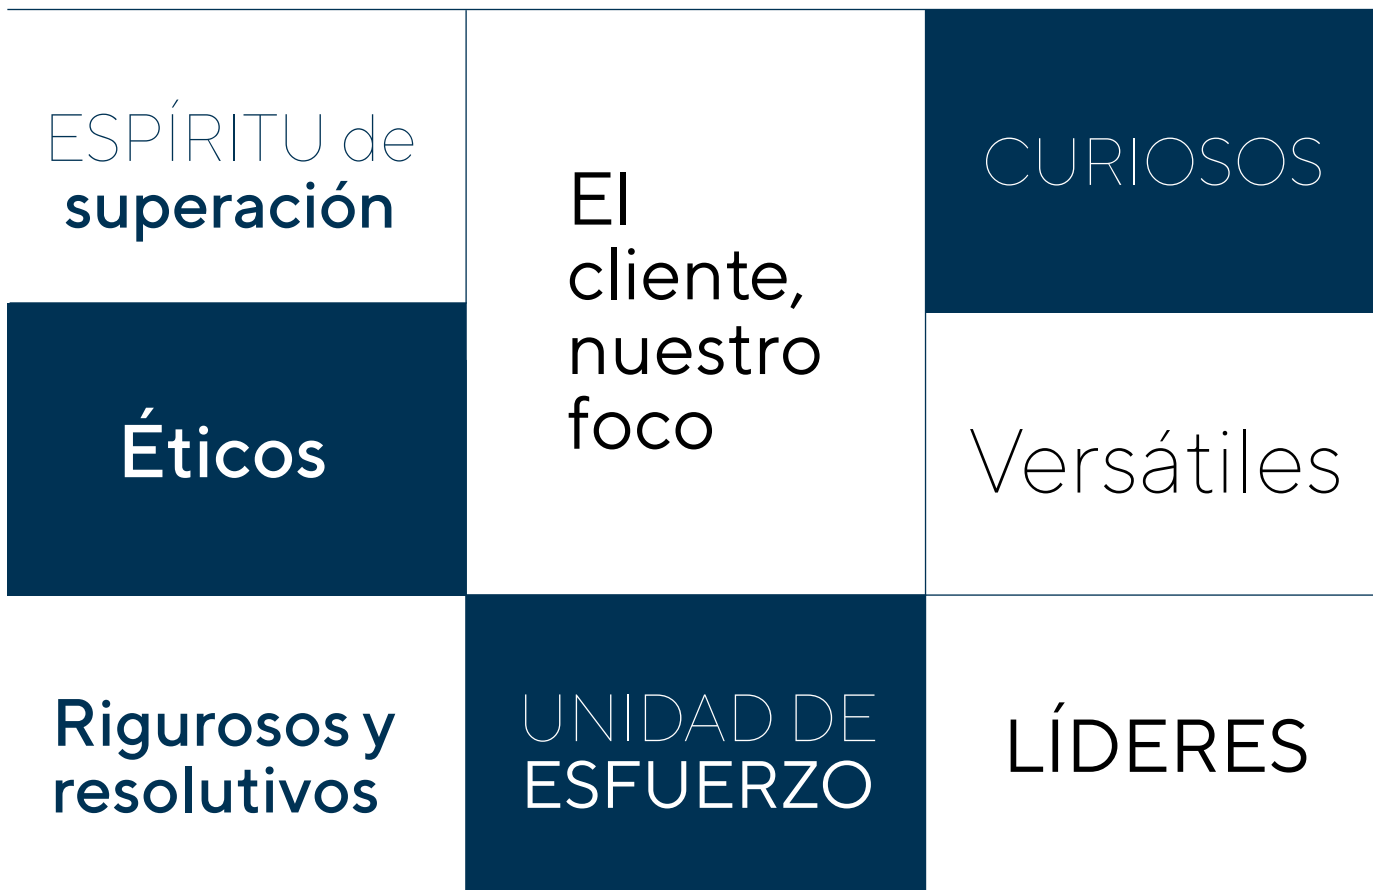 ESPÍRITU de
superación
El
cliente,
nuestro
foco
CURIOSOS
Éticos
Versátiles
Rigurosos y
resolutivos
UNIDAD DE
ESFUERZO
LÍDERES